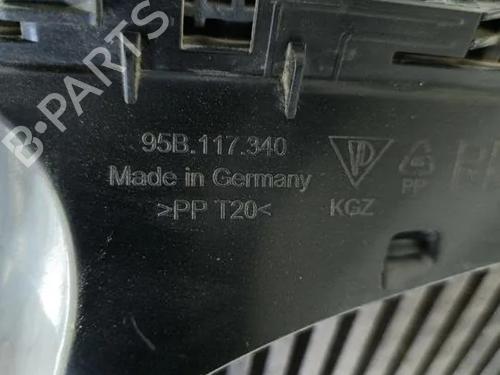 B-PARTS
95B.117.340
Made in Germany
>PP T20<
KGZ
PP